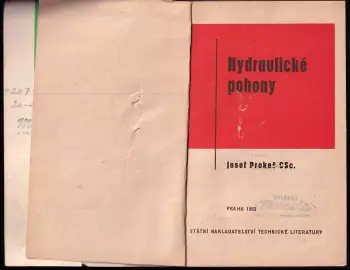 Hydraulické
pohony
Josef Prokeš CSc.
PRAHA 1963
STÁTNÍ NAKLADATELSTVÍ TECHNICKÉ LITERATURY